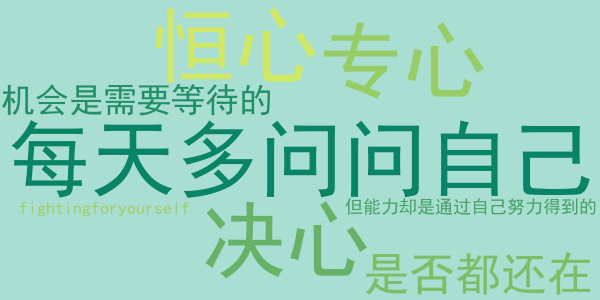 恒心
专心
机会是需要等待的
每天多问问自己
fightingforyourself
但能力却是通过自己努力得到的
决心
是否都还在